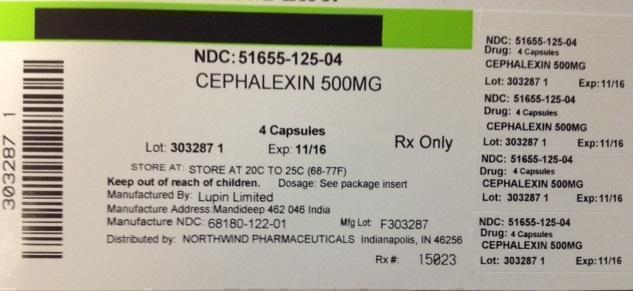 NDC: 51655-125-04
CEPHALEXIN 500MG
4 Capsules
Lot: 303287 1 Exp: 11/16 Rx Only
STORE AT: STORE AT 20C TO 25C (68-77F)
Keep out of reach of children. Dosage: See package insert
Manufactured By: Lupin Limited
Manufacture Address:Mandideep 462 046 India
Manufacture NDC: 68180-122-01 Mfg Lot: F303287
Distributed by: NORTHWIND PHARMACEUTICALS Indianapolis, IN 46256
Rx #: 15023
303287 1
NDC: 51655-125-04
Drug: 4 Capsules
CEPHALEXIN 500MG
Lot: 303287 1 Exp: 11/16
NDC: 51655-125-04
Drug: 4 Capsules
CEPHALEXIN 500MG
Lot: 303287 1 Exp: 11/16
NDC: 51655-125-04
Drug: 4 Capsules
CEPHALEXIN 500MG
Lot: 303287 1 Exp: 11/16
NDC: 51655-125-04
Drug: 4 Capsules
CEPHALEXIN 500MG
Lot: 303287 1 Exp: 11/16